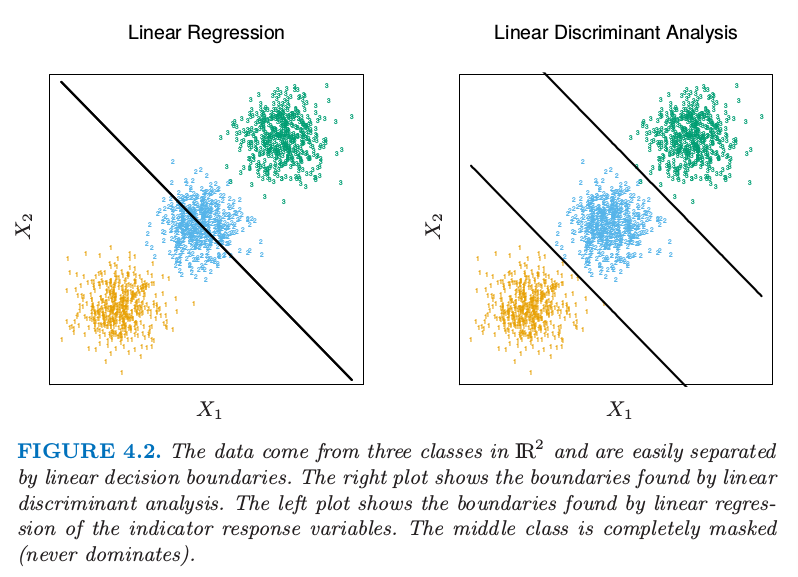 Linear Regression
Linear Discriminant Analysis
X2
X1
X2
X1
FIGURE 4.2. The data come from three classes in IR² and are easily separated
by linear decision boundaries. The right plot shows the boundaries found by linear
discriminant analysis. The left plot shows the boundaries found by linear regres-
sion of the indicator response variables. The middle class is completely masked
(never dominates).